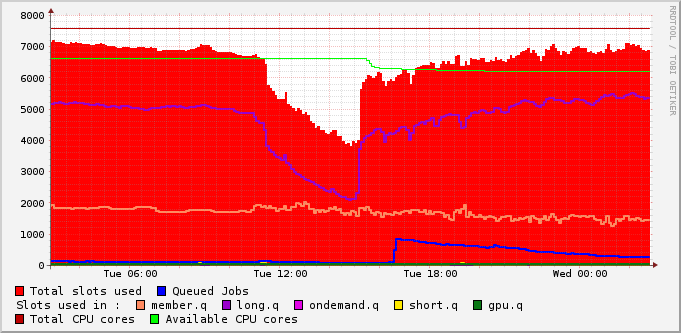 RRDTOOL / TOBI OETIKER
8000
7000
6000
5000
4000
3000
2000
1000
0
Tue 06:00 Tue 12:00 Tue 18:00 Wed 00:00
Total slots used Queued Jobs
Slots used in : member.q long.q ondemand.q short.q gpu.q
Total CPU cores Available CPU cores